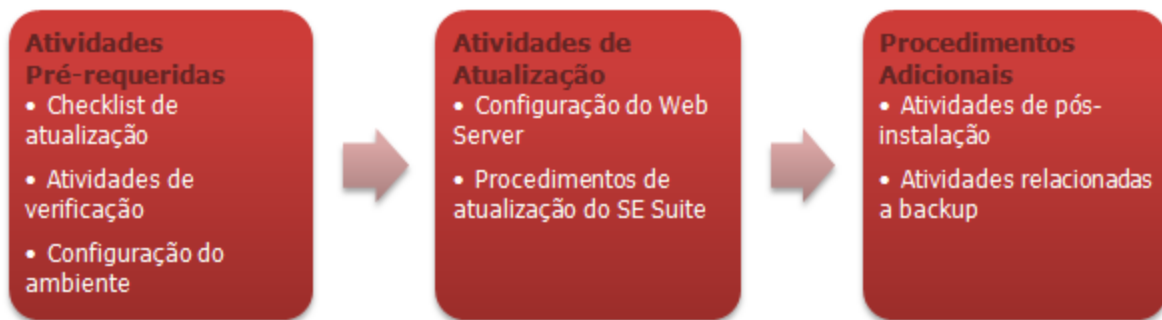 Atividades
Pré-requeridas
• Checklist de
atualização
• Atividades de
verificação
• Configuração do
ambiente
Atividades de
Atualização
• Configuração do Web
Server
• Procedimentos de
atualização do SE Suite
Procedimentos
Adicionais
• Atividades de pós-
instalação
• Atividades relacionadas
a backup